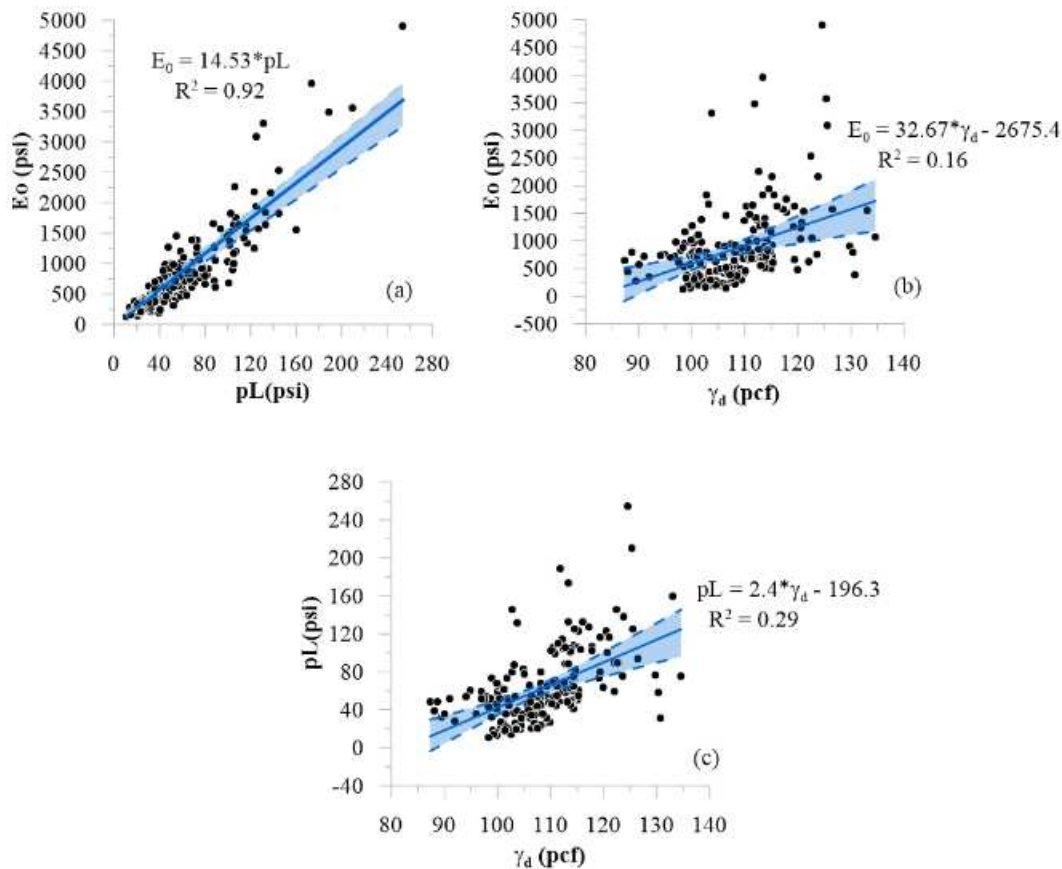 5000
4500
4000
3500
3000
2500
2000
1500
1000
500
0
Eo (psi)
E₀ = 14.53*pL
R² = 0.92
(a)
0 40 80 120 160 200 240 280
pL(psi)
5000
4500
4000
3500
3000
2500
2000
1500
1000
500
0
-500
Eo (psi)
E₀ = 32.67*γd - 2675.4
R² = 0.16
(b)
80 90 100 110 120 130 140
γd (pcf)
280
240
200
160
120
80
40
0
-40
pL(psi)
pL = 2.4*γd - 196.3
R² = 0.29
(c)
80 90 100 110 120 130 140
γd (pcf)